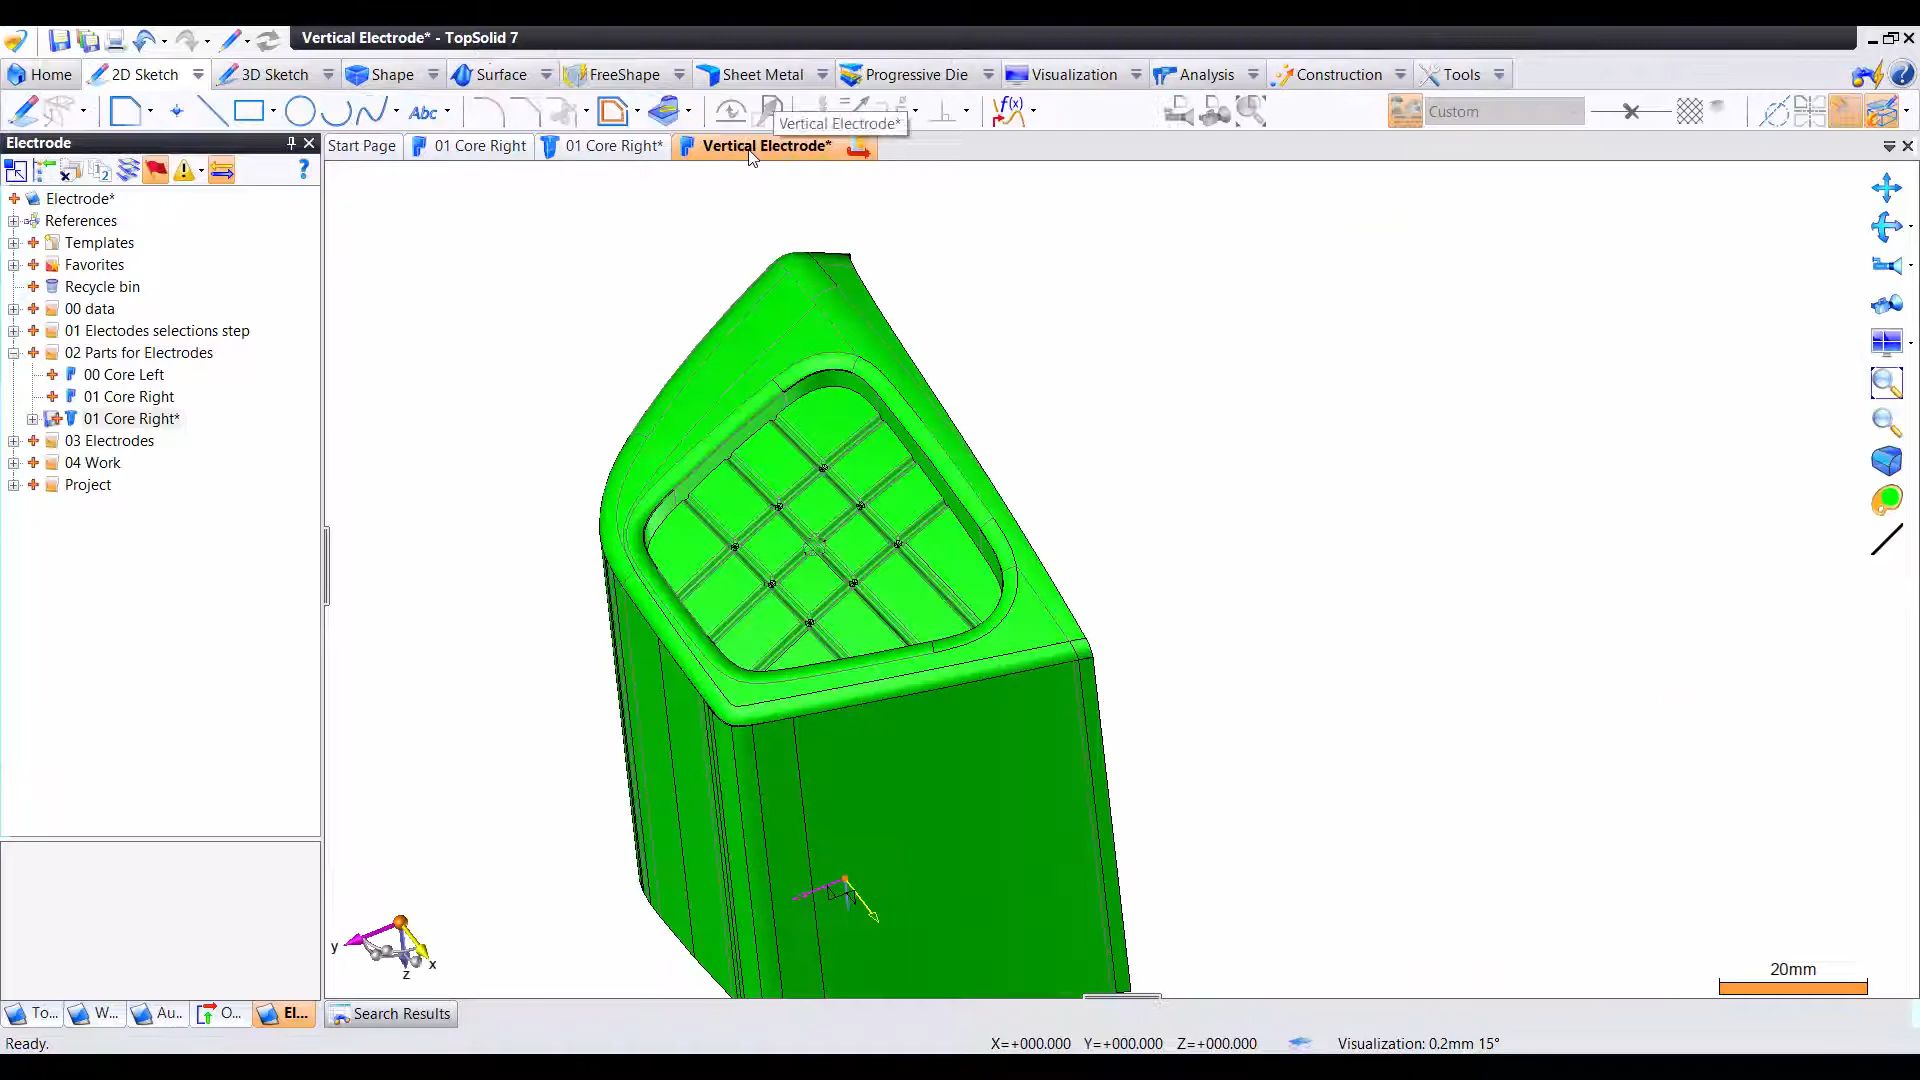 Vertical Electrode* - TopSolid 7
Home 2D Sketch 3D Sketch Shape Surface FreeShape Sheet Metal Progressive Die Visualization Analysis Construction Tools
Abc f(x) Custom
Vertical Electrode*
Electrode
Start Page 01 Core Right 01 Core Right* Vertical Electrode*
Electrode*
References
Templates
Favorites
Recycle bin
00 data
01 Electodes selections step
02 Parts for Electrodes
00 Core Left
01 Core Right
01 Core Right*
03 Electrodes
04 Work
Project
y
x
z
20mm
To... W... Au... O... El... Search Results
Ready. X=+000.000 Y=+000.000 Z=+000.000 Visualization: 0.2mm 15°